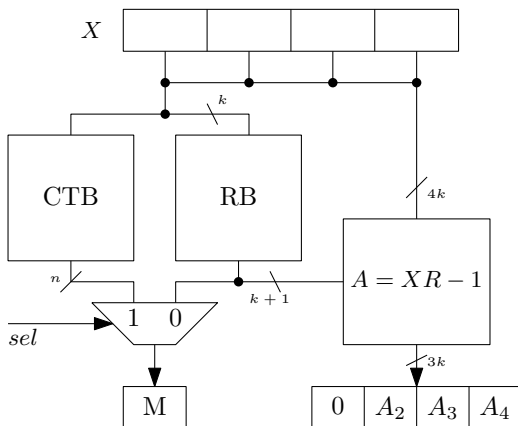 X
k
CTB
RB
4k
A = XR − 1
n
k + 1
1 0
sel
3k
M
0 A₂ A₃ A₄